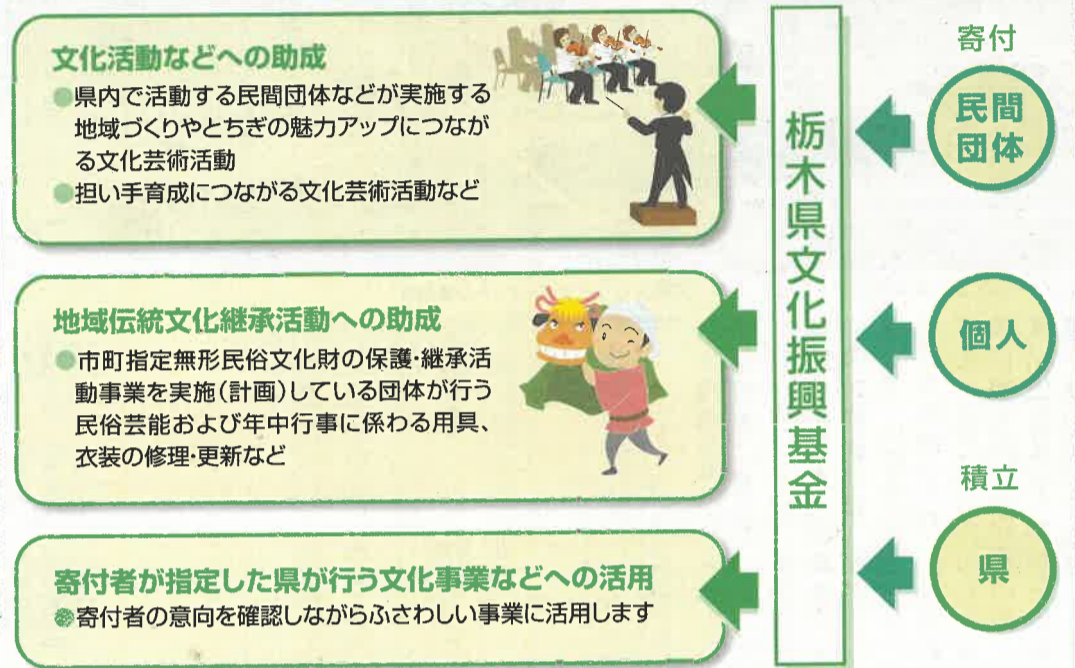 文化活動などへの助成
●県内で活動する民間団体などが実施する
地域づくりやとちぎの魅力アップにつなが
る文化芸術活動
●担い手育成につながる文化芸術活動など
地域伝統文化継承活動への助成
●市町指定無形民俗文化財の保護・継承活
動事業を実施(計画)している団体が行う
民俗芸能および年中行事に係わる用具、
衣装の修理・更新など
寄付者が指定した県が行う文化事業などへの活用
●寄付者の意向を確認しながらふさわしい事業に活用します
栃木県文化振興基金
寄付
民間
団体
個人
積立
県